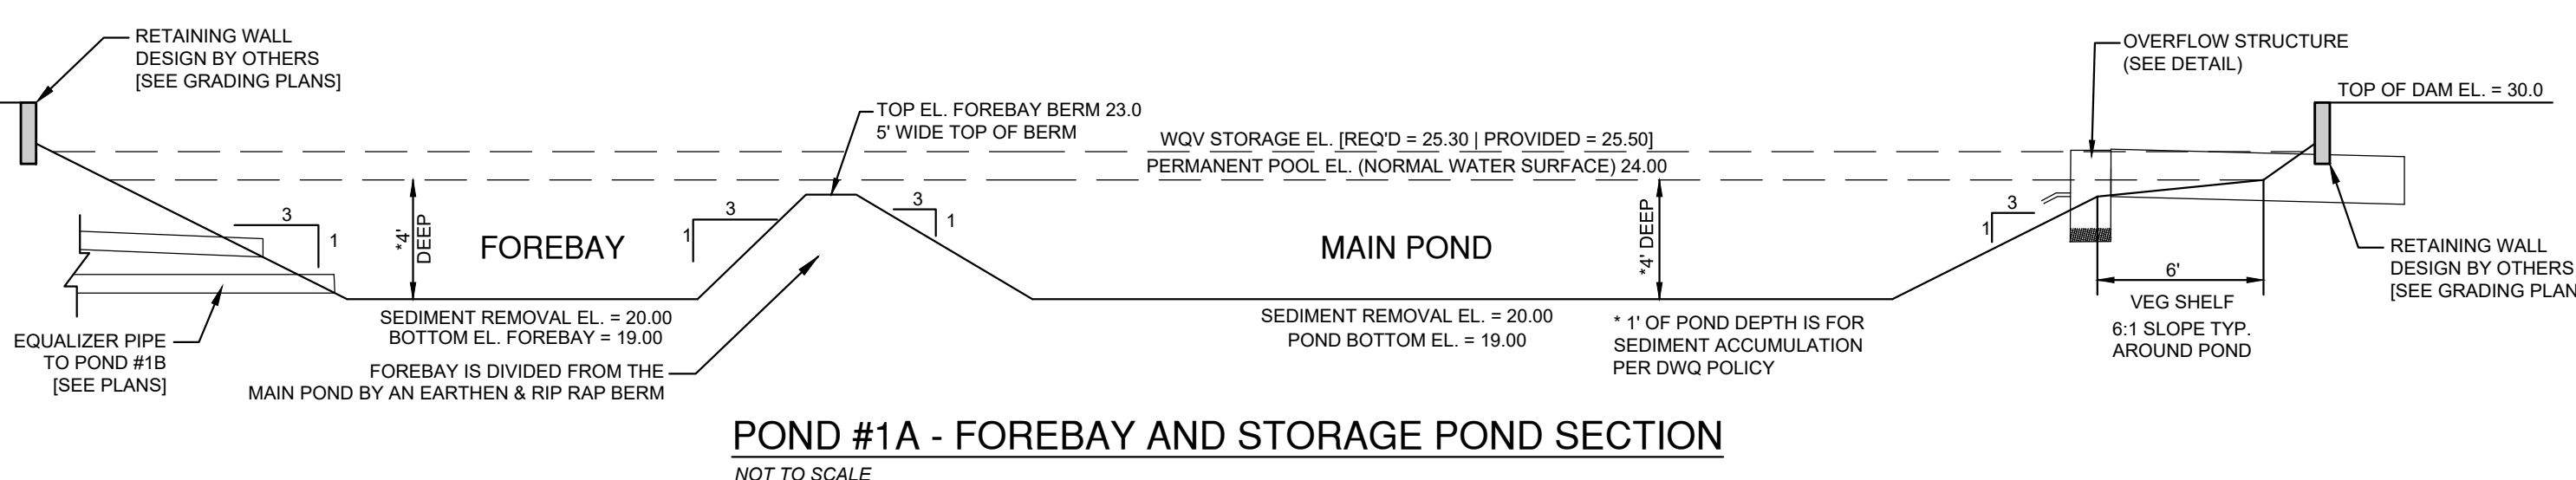 RETAINING WALL
DESIGN BY OTHERS
[SEE GRADING PLANS]
TOP EL. FOREBAY BERM 23.0
5' WIDE TOP OF BERM
WQV STORAGE EL. [REQ'D = 25.30 | PROVIDED = 25.50]
PERMANENT POOL EL. (NORMAL WATER SURFACE) 24.00
OVERFLOW STRUCTURE
(SEE DETAIL)
TOP OF DAM EL. = 30.0
3
1
*4'
DEEP
FOREBAY
3
1
3
1
MAIN POND
*4' DEEP
3
1
6'
VEG SHELF
6:1 SLOPE TYP.
AROUND POND
RETAINING WALL
DESIGN BY OTHERS
[SEE GRADING PLAN
EQUALIZER PIPE
TO POND #1B
[SEE PLANS]
SEDIMENT REMOVAL EL. = 20.00
BOTTOM EL. FOREBAY = 19.00
FOREBAY IS DIVIDED FROM THE
MAIN POND BY AN EARTHEN & RIP RAP BERM
SEDIMENT REMOVAL EL. = 20.00
POND BOTTOM EL. = 19.00
* 1' OF POND DEPTH IS FOR
SEDIMENT ACCUMULATION
PER DWQ POLICY
POND #1A - FOREBAY AND STORAGE POND SECTION
NOT TO SCALE